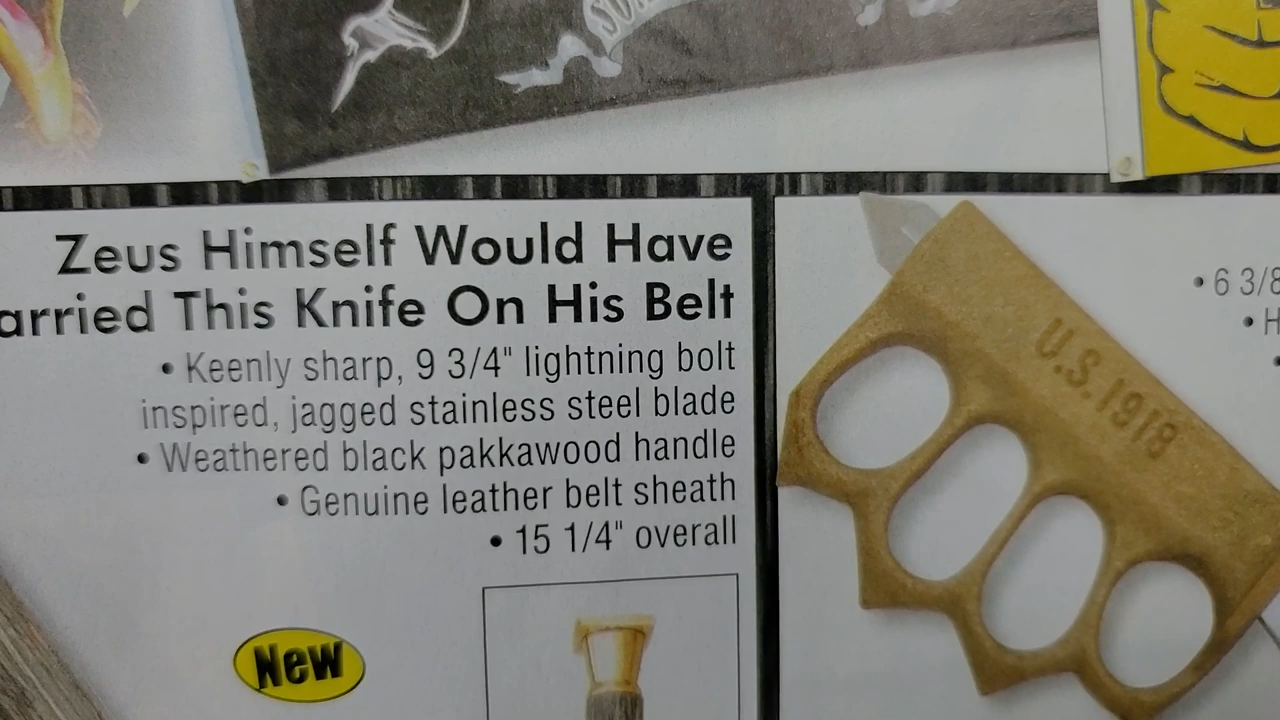 Zeus Himself Would Have
arried This Knife On His Belt
• Keenly sharp, 9 3/4" lightning bolt
inspired, jagged stainless steel blade
• Weathered black pakkawood handle
• Genuine leather belt sheath
• 15 1/4" overall
New
U.S. 1918
• 6 3/8
• H